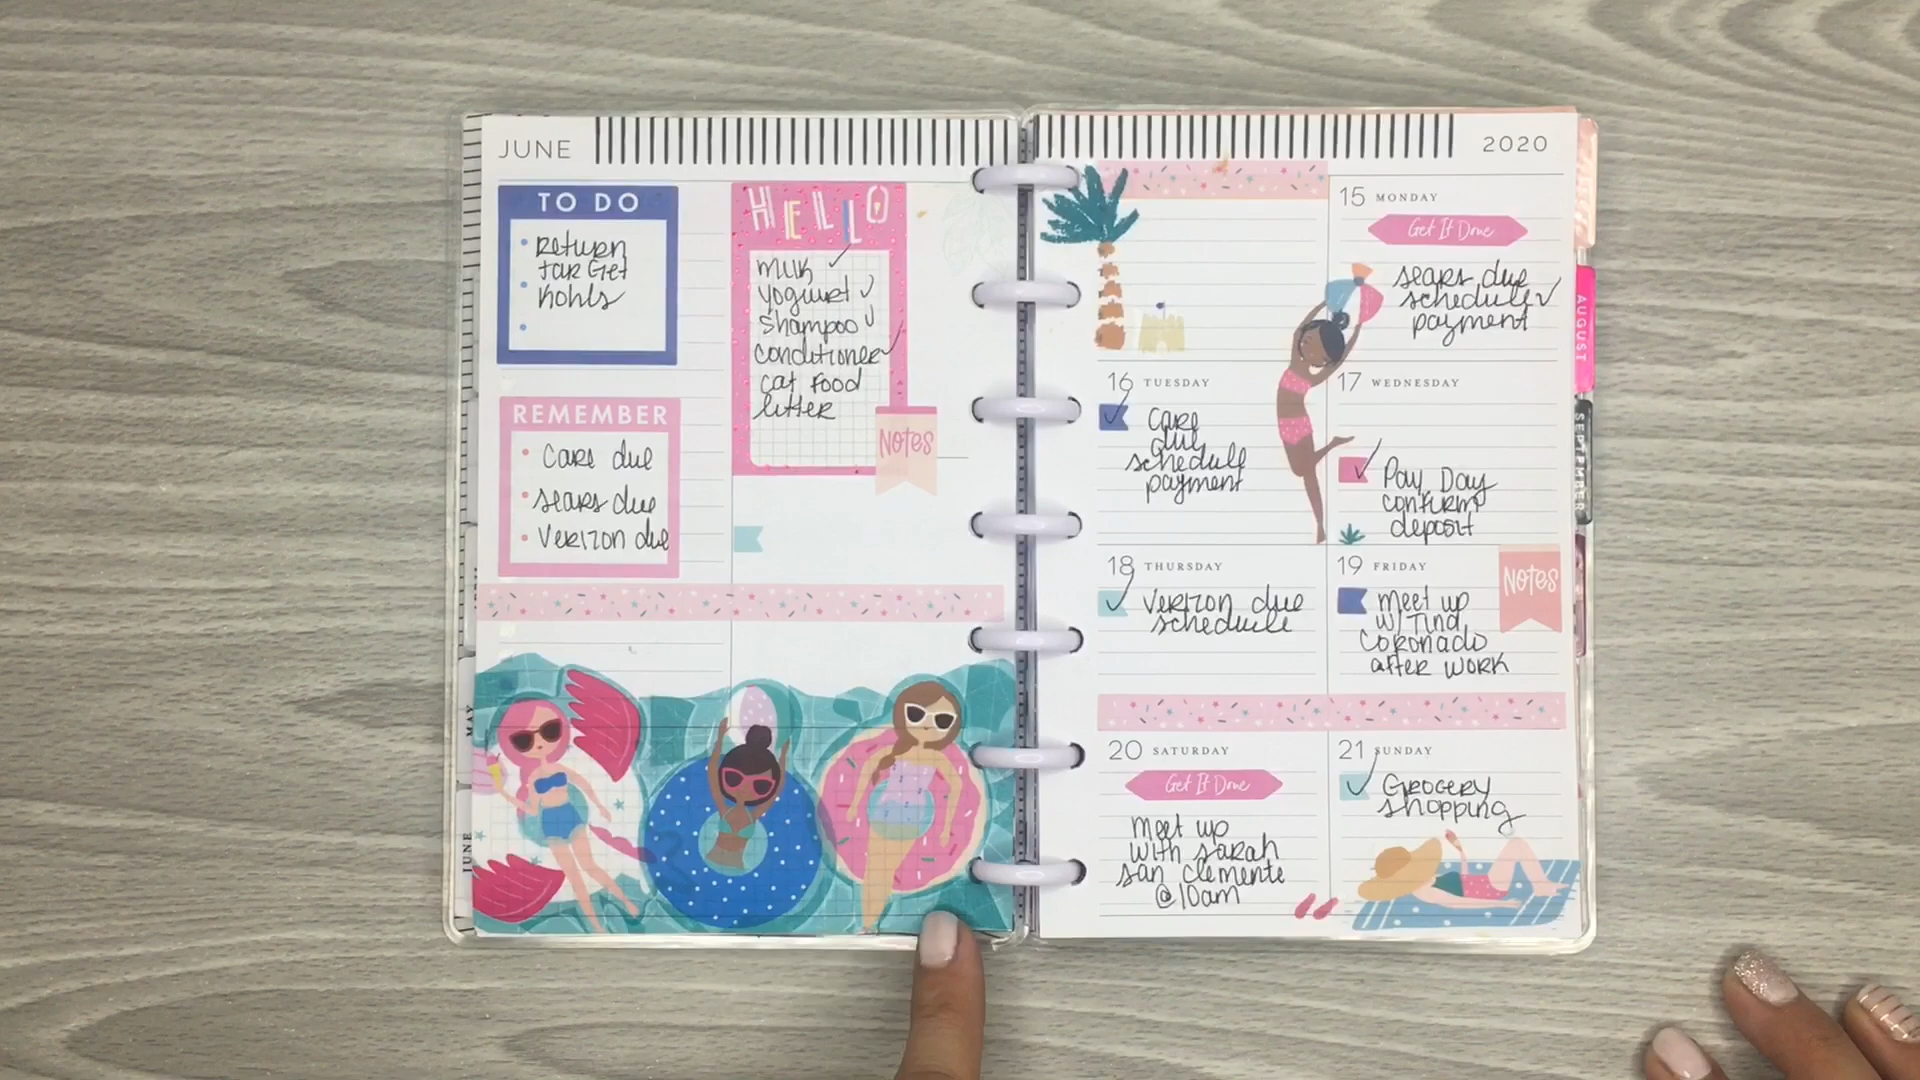 JUNE
TO DO
Return
Target
Kohls
REMEMBER
Care due
Sears due
Verizon due
HELLO
milk
yogurt
shampoo
conditioner
cat food
litter
Notes
MAY
JUNE
2020
15 MONDAY
Get It Done
Sears due
schedule
payment
16 TUESDAY
Care
due
schedule
payment
17 WEDNESDAY
Pay Day
confirm
deposit
18 THURSDAY
Verizon due
schedule
19 FRIDAY
Notes
meet up
w/Tina
Coronado
after work
20 SATURDAY
Get It Done
Meet up
with Sarah
San Clemente
@10am
21 SUNDAY
Grocery
shopping
AUGUST
SEPTEMBER